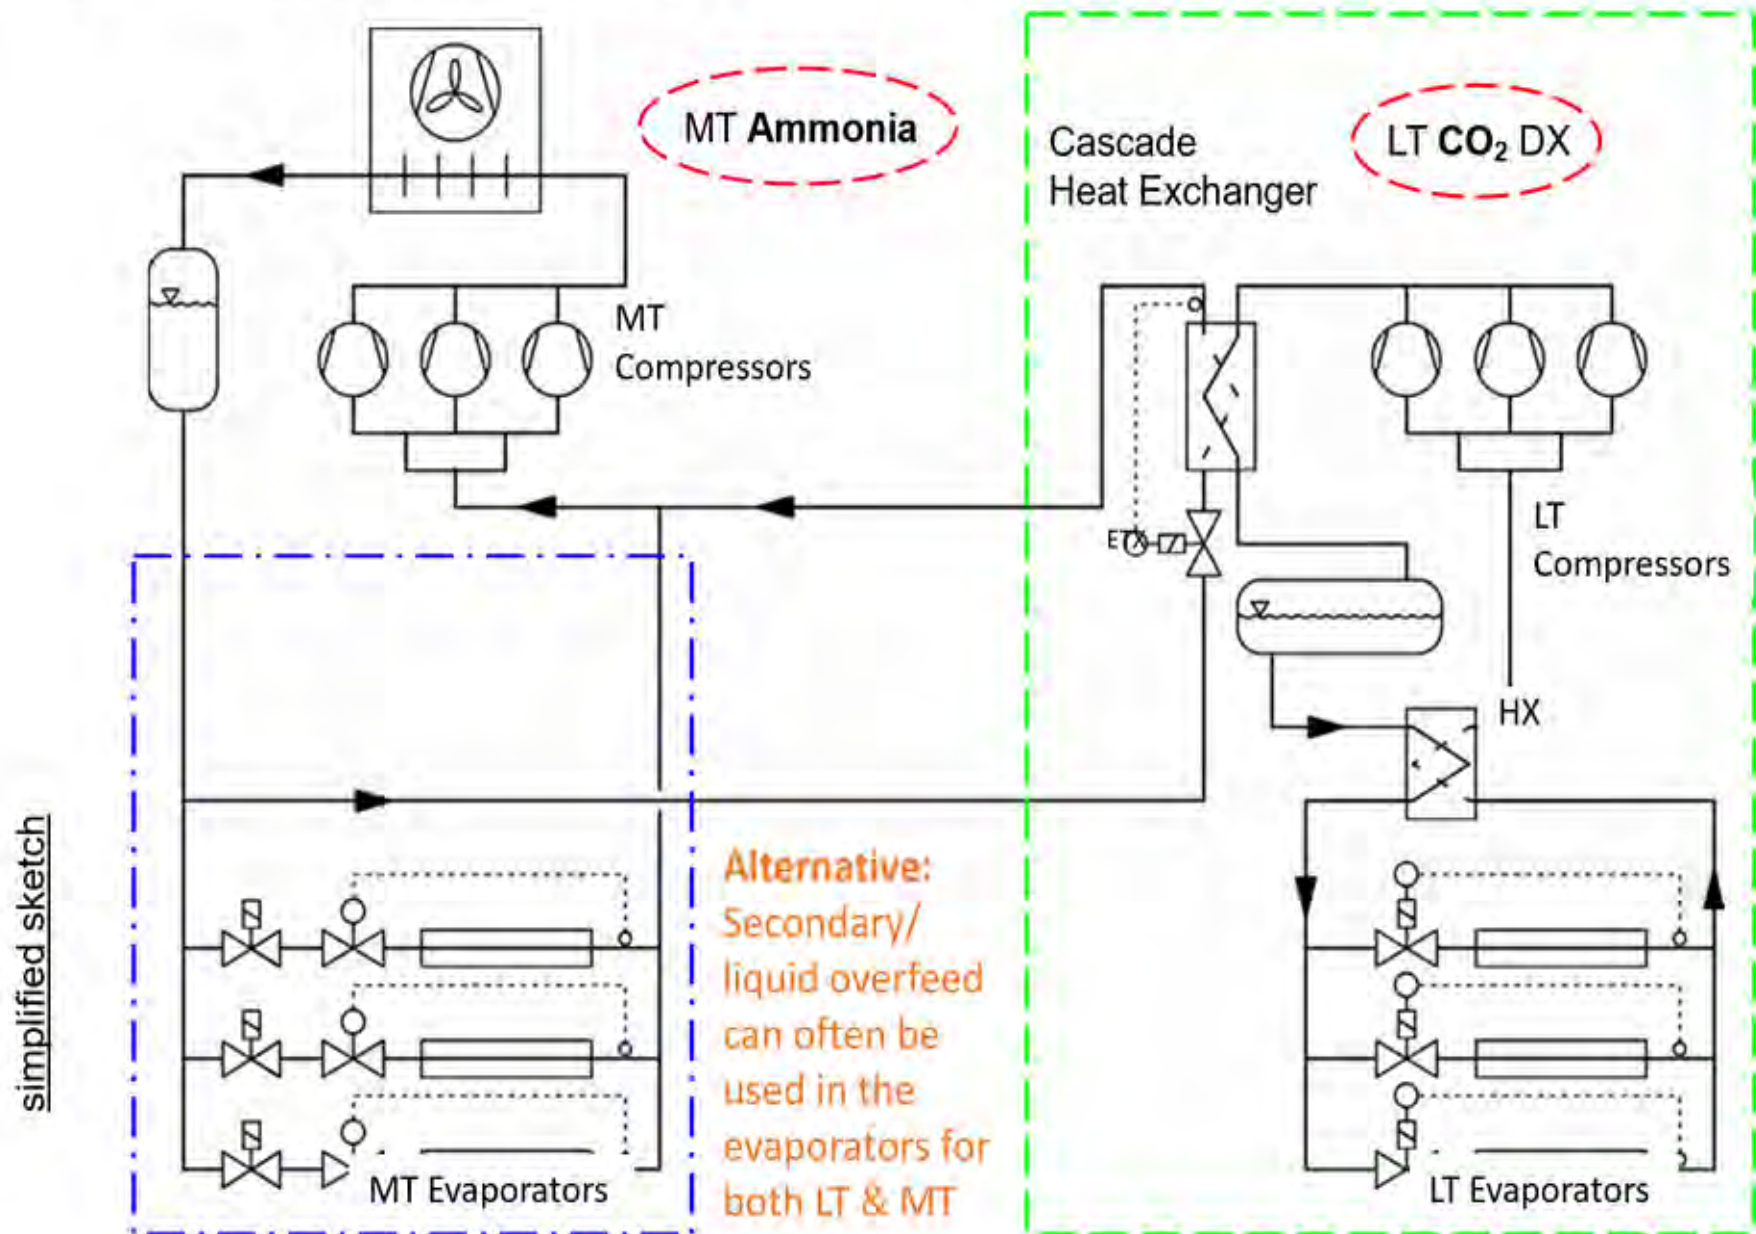 MT Ammonia
Cascade
Heat Exchanger
LT CO₂ DX
MT
Compressors
ETX
LT
Compressors
HX
simplified sketch
Alternative:
Secondary/
liquid overfeed
can often be
used in the
evaporators for
both LT & MT
MT Evaporators
LT Evaporators